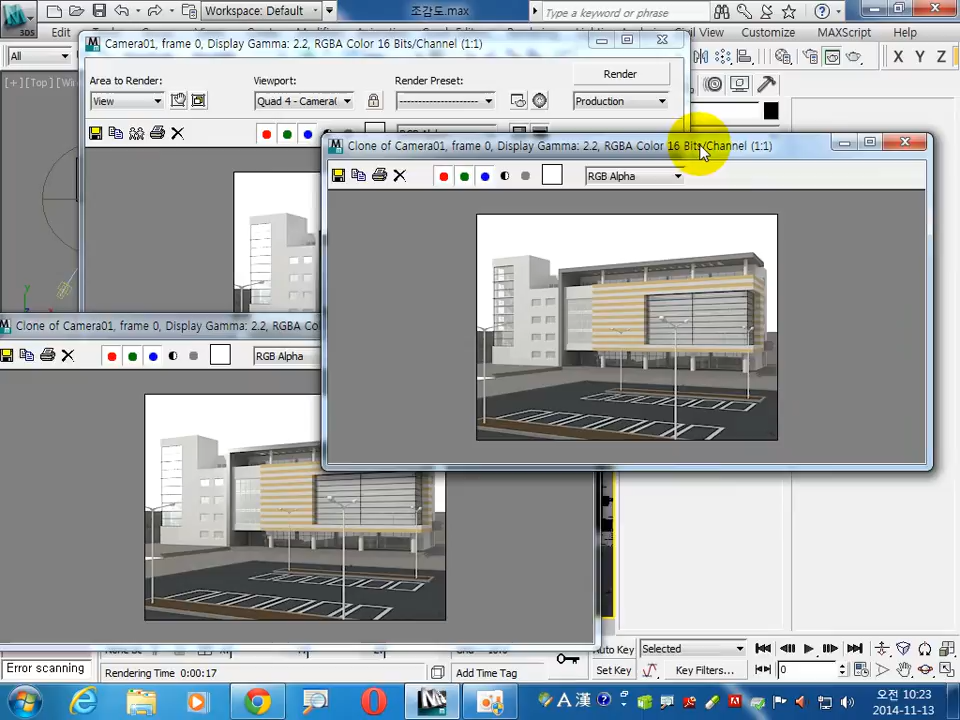 3DS
Workspace: Default
조감도.max
Type a keyword or phrase
Edit
Customize
MAXScript
Help
All
X Y Z
[+] [Top]
Camera01, frame 0, Display Gamma: 2.2, RGBA Color 16 Bits/Channel (1:1)
Area to Render:
View
Viewport:
Quad 4 - Camera(
Render Preset:
Render
Production
Clone of Camera01, frame 0, Display Gamma: 2.2, RGBA Color 16 Bits/Channel (1:1)
RGB Alpha
Clone of Camera01, frame 0, Display Gamma: 2.2, RGBA Co
RGB Alpha
Auto Key
Selected
Set Key
Key Filters...
0
Error scanning
Rendering Time 0:00:17
Add Time Tag
A 漢
오전 10:23
2014-11-13